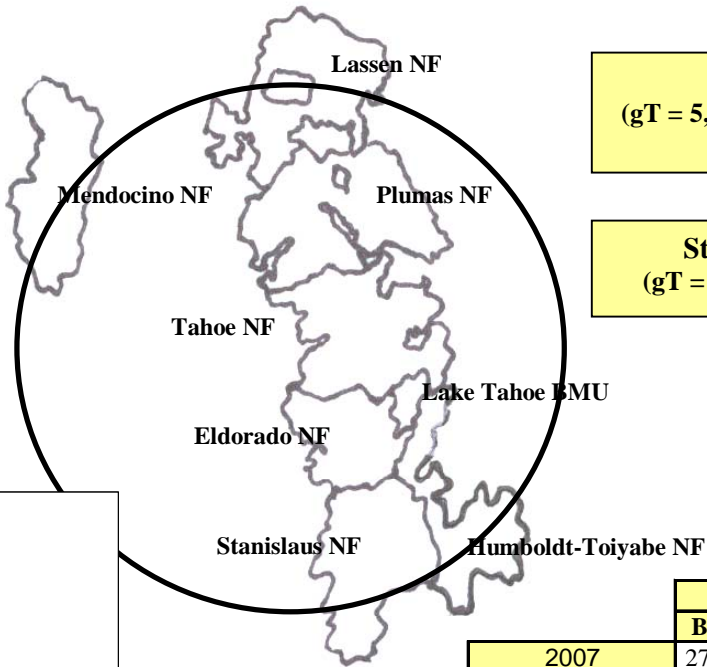 Lassen NF
(gT = 5,
Mendocino NF
Plumas NF
St
(gT =
Tahoe NF
Lake Tahoe BMU
Eldorado NF
Stanislaus NF
Humboldt-Toiyabe NF
B
2007
27